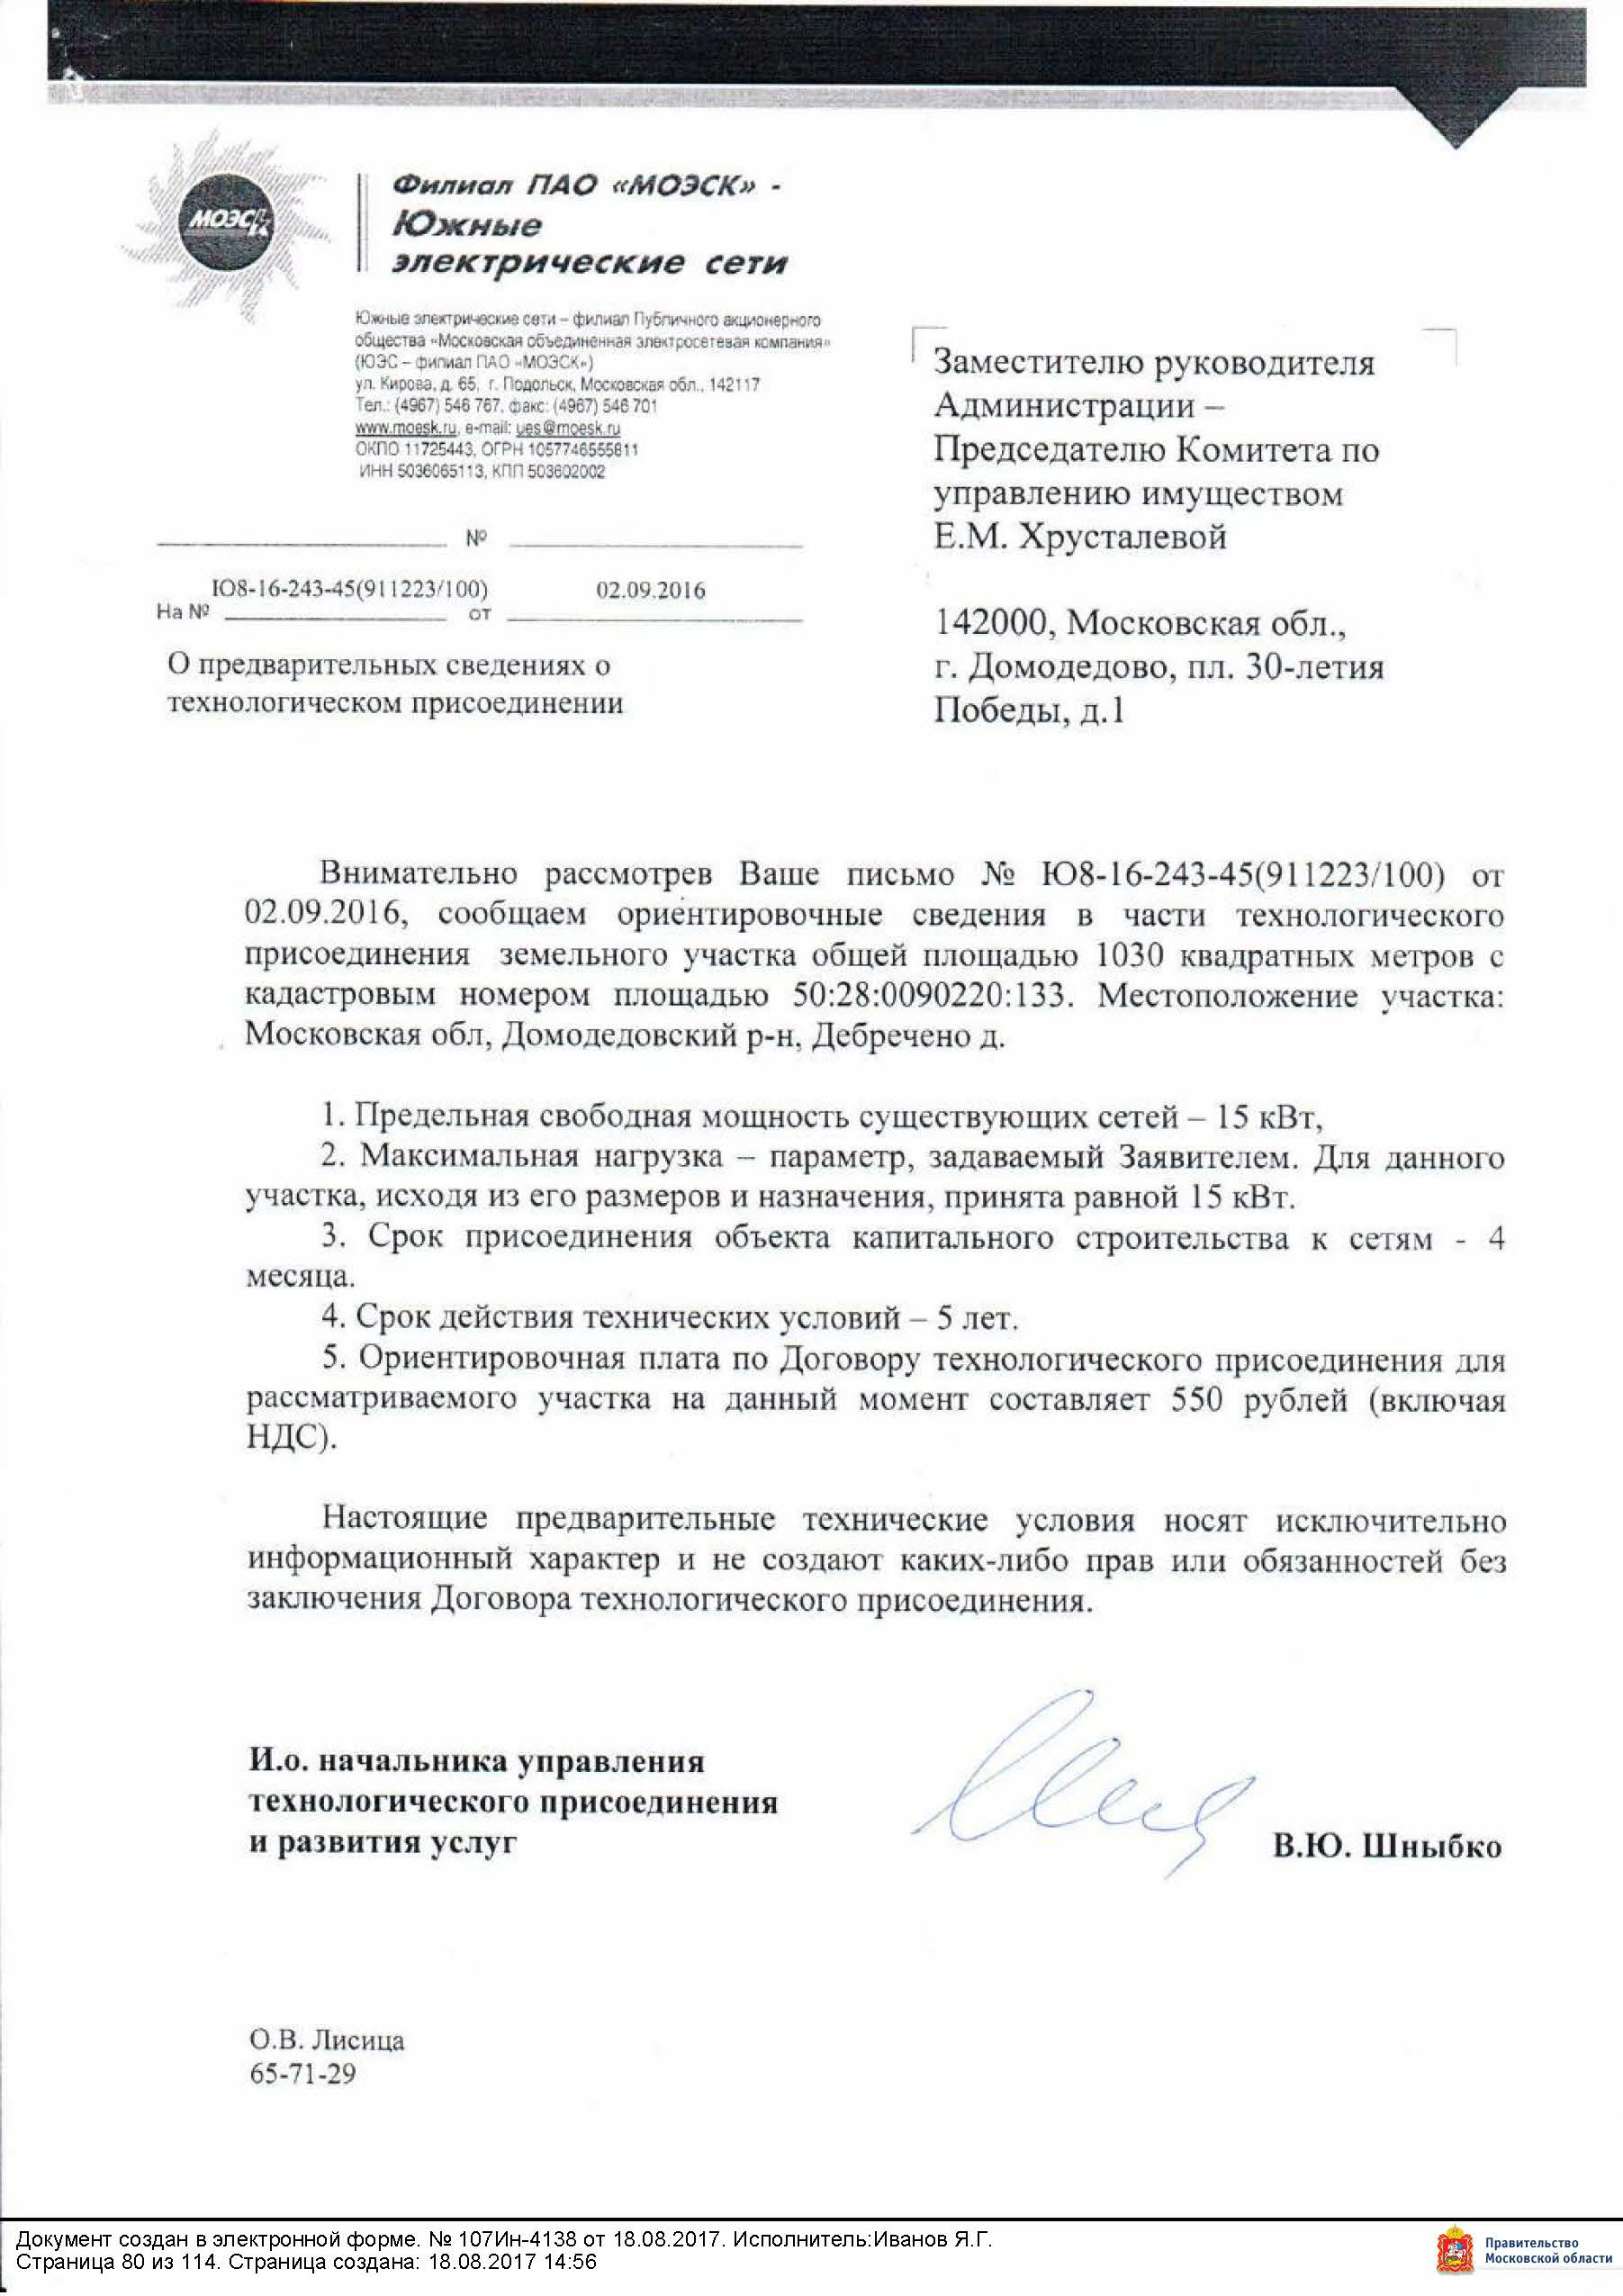 МОЭСК
Филиал ПАО «МОЭСК» -
Южные
электрические сети
Южные электрические сети – филиал Публичного акционерного
общества «Московская объединенная электросетевая компания»
(ЮЭС – филиал ПАО «МОЭСК»)
ул. Кирова, д. 65, г. Подольск, Московская обл., 142117
Тел.: (4967) 546 767, факс: (4967) 546 701
www.moesk.ru, e-mail: ues@moesk.ru
ОКПО 11725443, ОГРН 1057746555811
ИНН 5036065113, КПП 503602002
№
Ю8-16-243-45(911223/100) 02.09.2016
На № от
О предварительных сведениях о
технологическом присоединении
Заместителю руководителя
Администрации –
Председателю Комитета по
управлению имуществом
Е.М. Хрусталевой
142000, Московская обл.,
г. Домодедово, пл. 30-летия
Победы, д.1
Внимательно рассмотрев Ваше письмо № Ю8-16-243-45(911223/100) от
02.09.2016, сообщаем ориентировочные сведения в части технологического
присоединения земельного участка общей площадью 1030 квадратных метров с
кадастровым номером площадью 50:28:0090220:133. Местоположение участка:
Московская обл, Домодедовский р-н, Дебречено д.
1. Предельная свободная мощность существующих сетей – 15 кВт,
2. Максимальная нагрузка – параметр, задаваемый Заявителем. Для данного
участка, исходя из его размеров и назначения, принята равной 15 кВт.
3. Срок присоединения объекта капитального строительства к сетям - 4
месяца.
4. Срок действия технических условий – 5 лет.
5. Ориентировочная плата по Договору технологического присоединения для
рассматриваемого участка на данный момент составляет 550 рублей (включая
НДС).
Настоящие предварительные технические условия носят исключительно
информационный характер и не создают каких-либо прав или обязанностей без
заключения Договора технологического присоединения.
И.о. начальника управления
технологического присоединения
и развития услуг
В.Ю. Шныбко
О.В. Лисица
65-71-29
Документ создан в электронной форме. № 107Ин-4138 от 18.08.2017. Исполнитель:Иванов Я.Г.
Страница 80 из 114. Страница создана: 18.08.2017 14:56
Правительство
Московской области